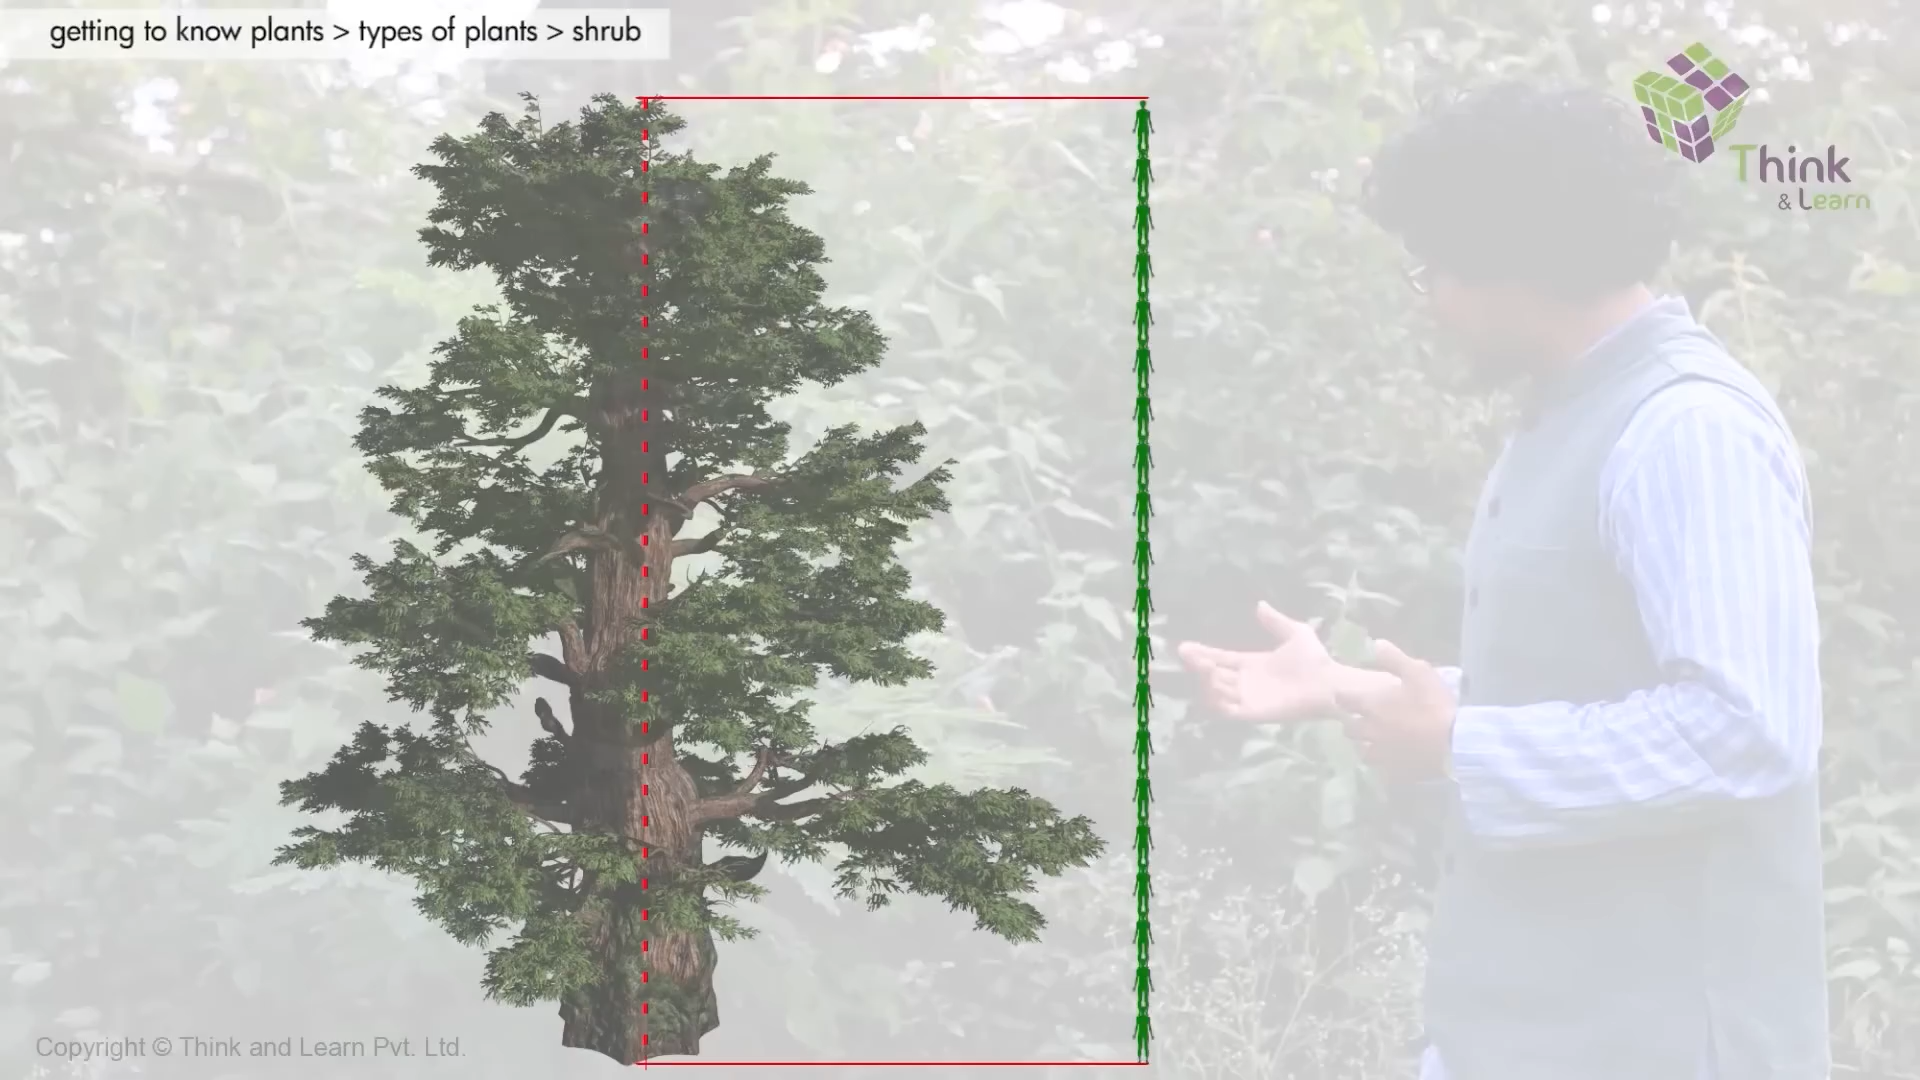 getting to know plants > types of plants > shrub
Think
& Learn
Copyright © Think and Learn Pvt. Ltd.